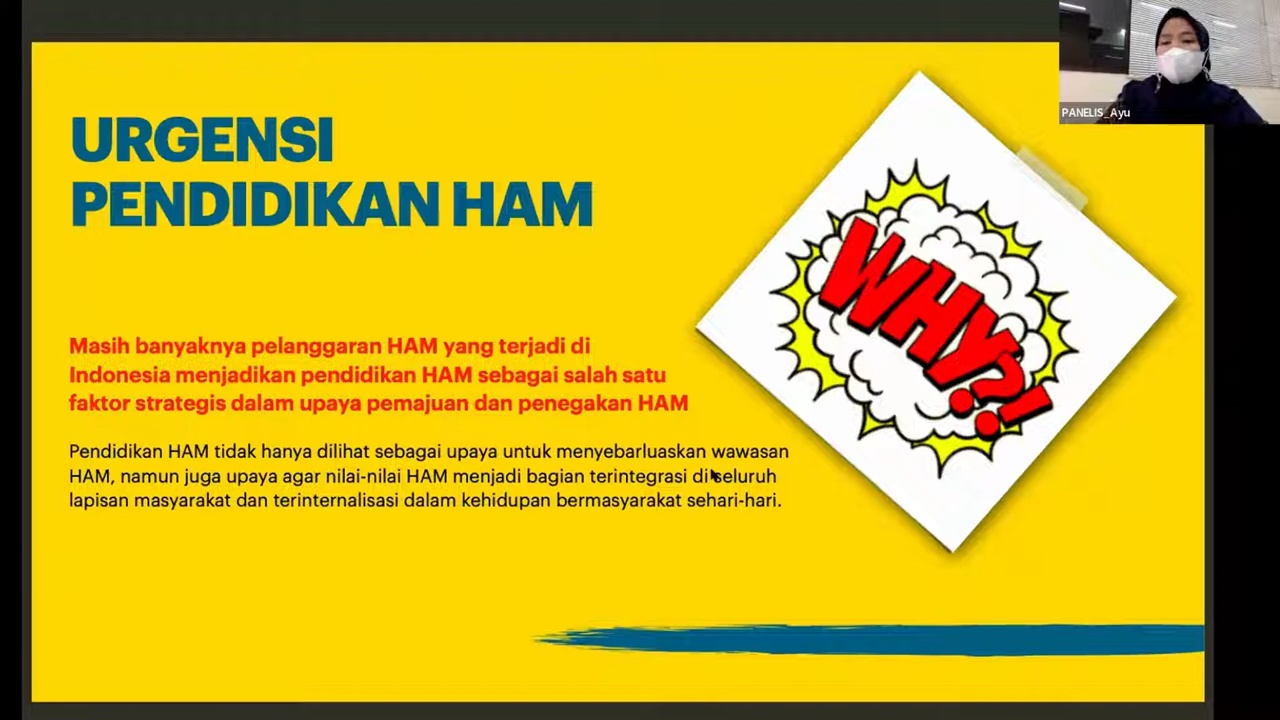 URGENSI
PENDIDIKAN HAM
Masih banyaknya pelanggaran HAM yang terjadi di
Indonesia menjadikan pendidikan HAM sebagai salah satu
faktor strategis dalam upaya pemajuan dan penegakan HAM
Pendidikan HAM tidak hanya dilihat sebagai upaya untuk menyebarluaskan wawasan
HAM, namun juga upaya agar nilai-nilai HAM menjadi bagian terintegrasi di seluruh
lapisan masyarakat dan terinternalisasi dalam kehidupan bermasyarakat sehari-hari.
WHY?!
PANELIS_Ayu